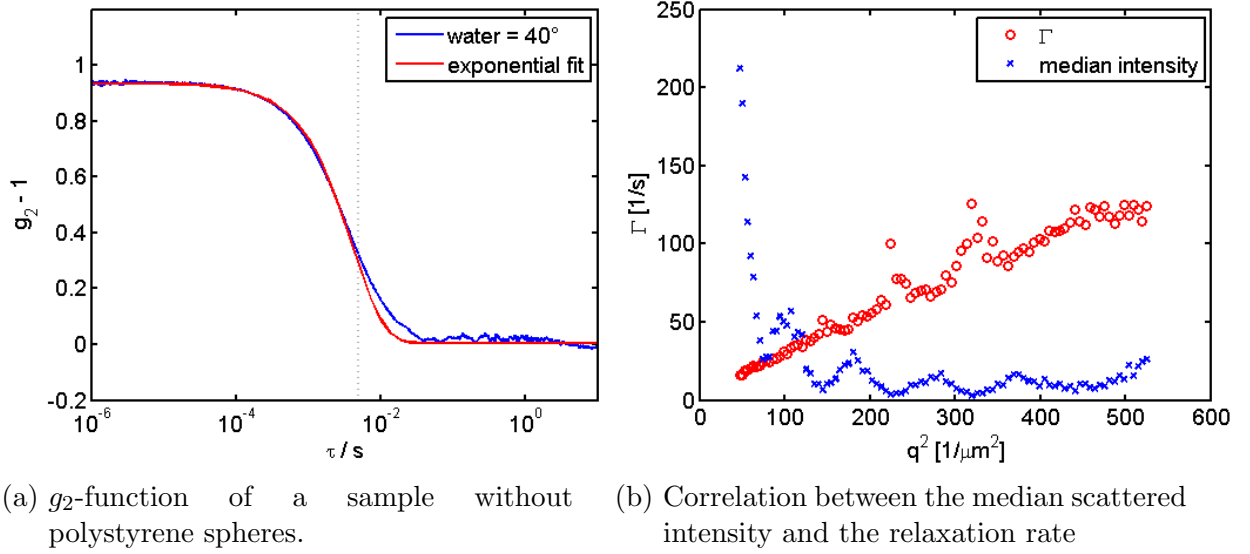 water = 40°
exponential fit
1
0.8
0.6
0.4
0.2
0
-0.2
g₂ - 1
10⁻⁶
10⁻⁴
10⁻²
10⁰
τ / s
Γ
median intensity
250
200
150
100
50
0
Γ [1/s]
0
100
200
300
400
500
600
q² [1/μm²]
(a) g₂-function of a sample without
polystyrene spheres.
(b) Correlation between the median scattered
intensity and the relaxation rate